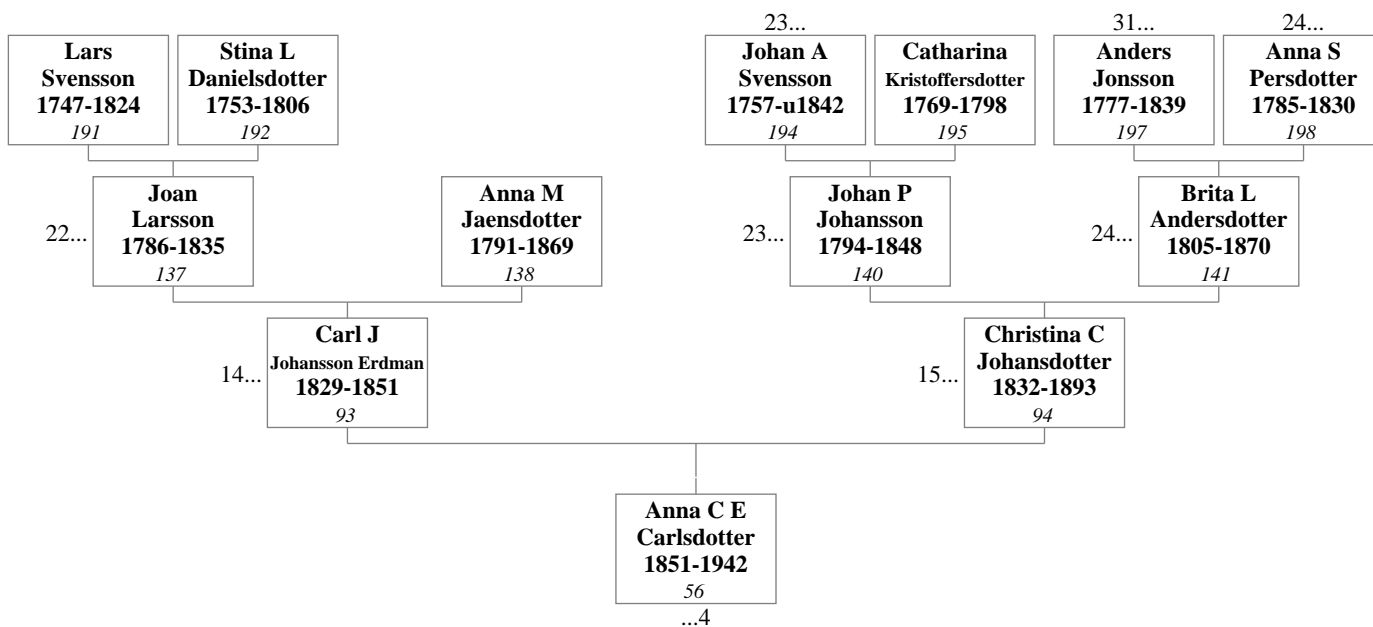 23...
31...
24...
Lars
Svensson
1747-1824
191
Stina L
Danielsdotter
1753-1806
192
Johan A
Svensson
1757-u1842
194
Catharina
Kristoffersdotter
1769-1798
195
Anders
Jonsson
1777-1839
197
Anna S
Persdotter
1785-1830
198
22...
Joan
Larsson
1786-1835
137
Anna M
Jaensdotter
1791-1869
138
23...
Johan P
Johansson
1794-1848
140
24...
Brita L
Andersdotter
1805-1870
141
14...
Carl J
Johansson Erdman
1829-1851
93
15...
Christina C
Johansdotter
1832-1893
94
Anna C E
Carlsdotter
1851-1942
56
...4